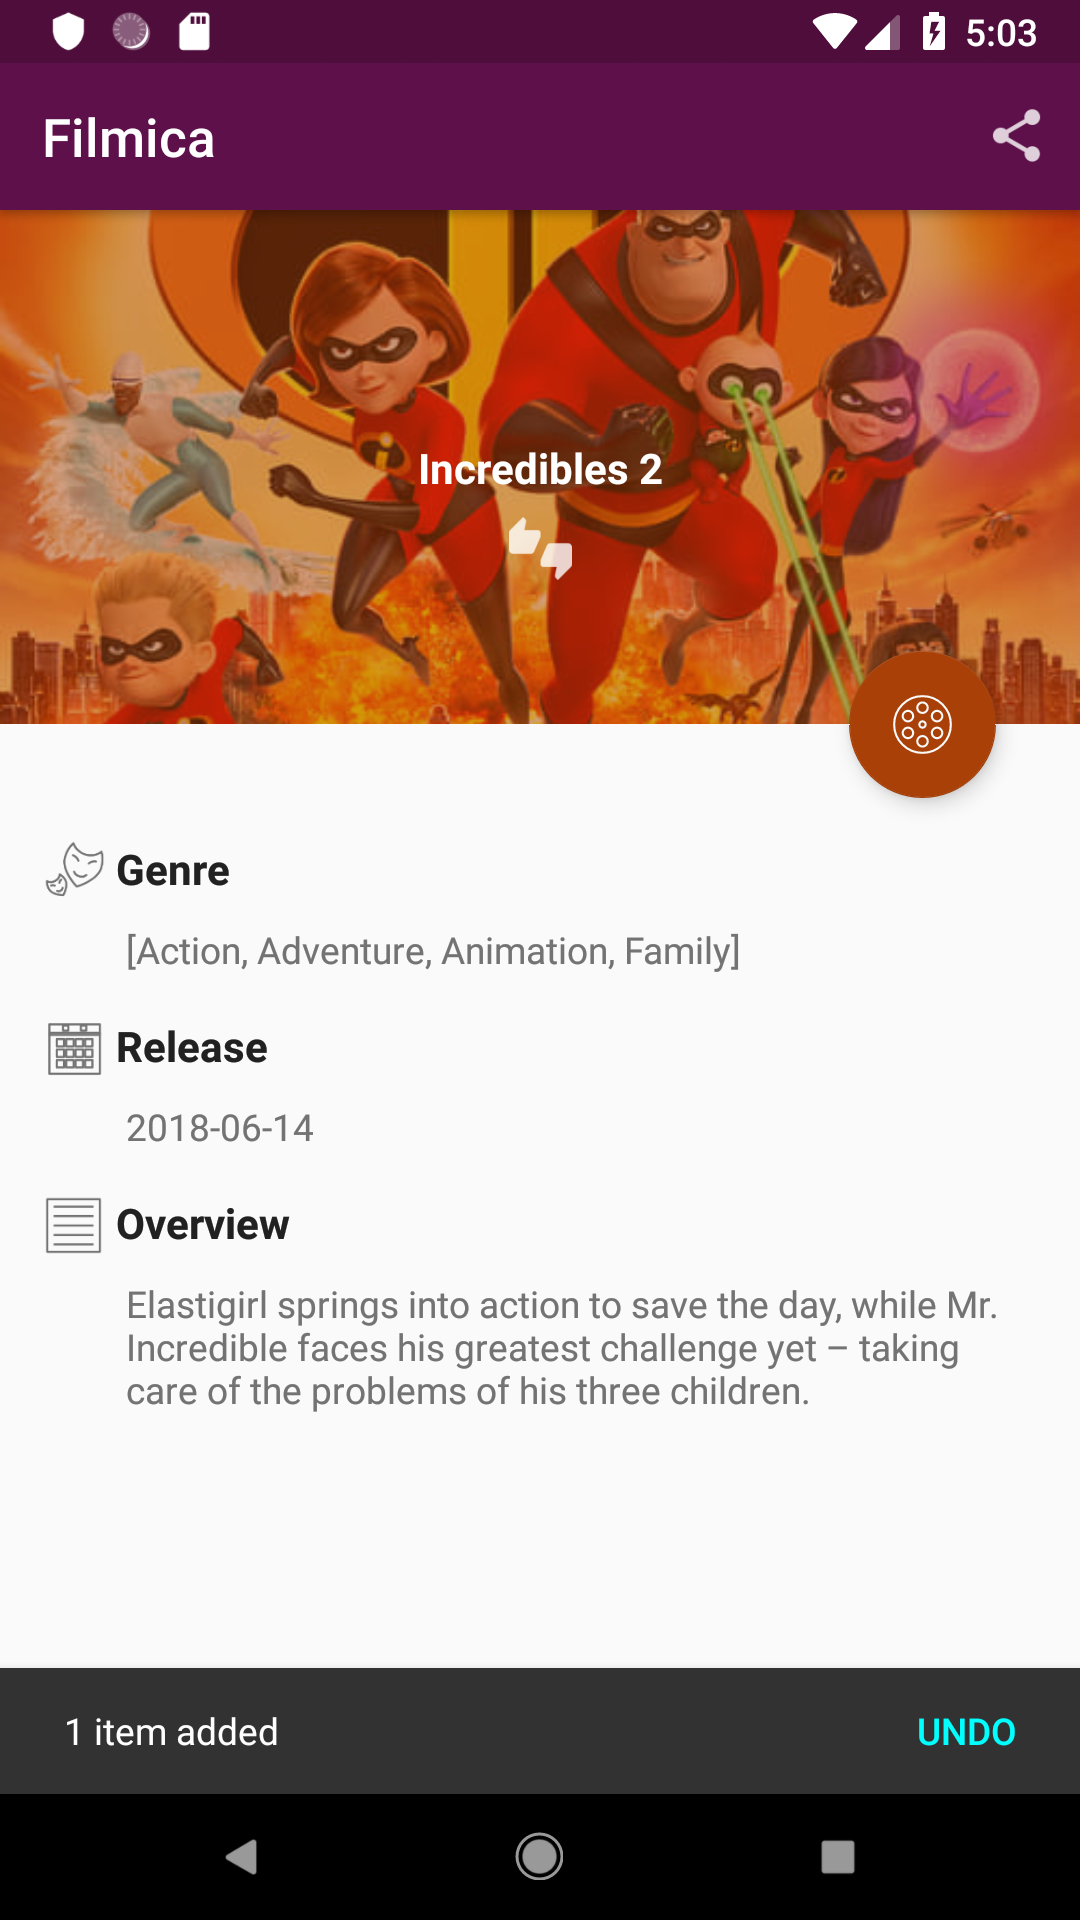 5:03
Filmica
Incredibles 2
Genre
[Action, Adventure, Animation, Family]
Release
2018-06-14
Overview
Elastigirl springs into action to save the day, while Mr.
Incredible faces his greatest challenge yet – taking
care of the problems of his three children.
1 item added
UNDO